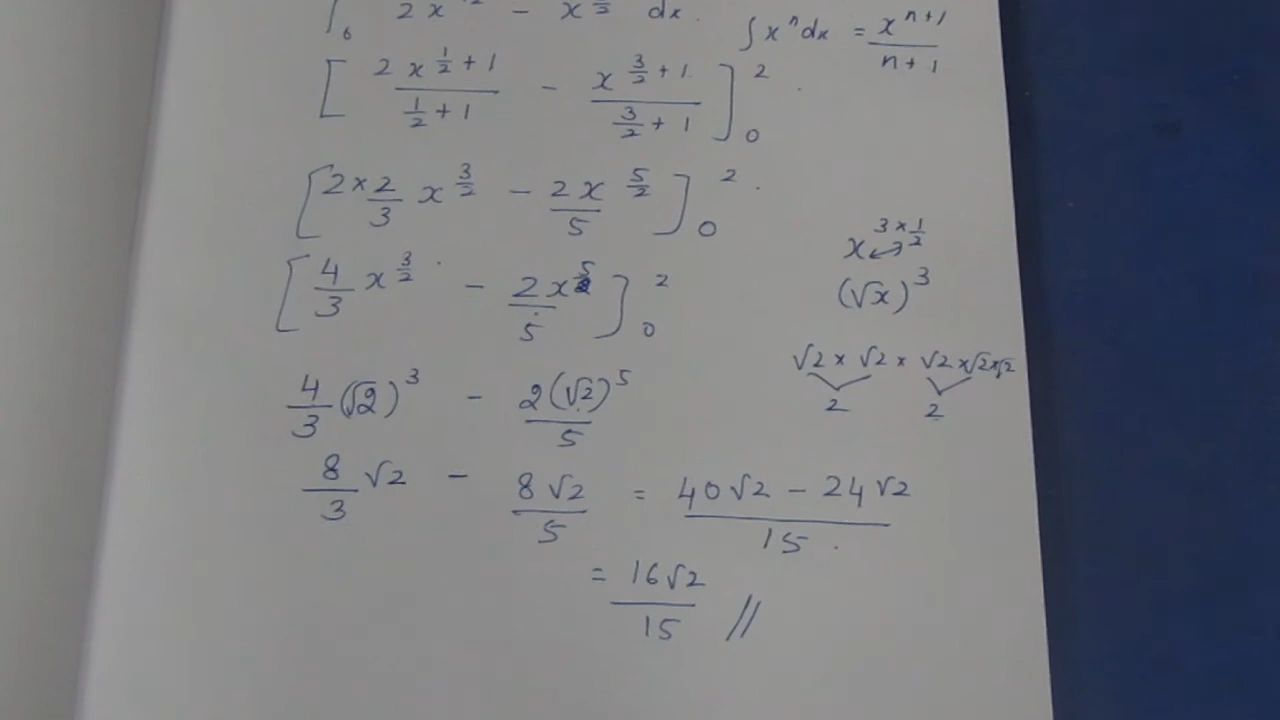 ∫₀ 2x^{1/2} − x^{3/2} dx.
∫xⁿdx = x^{n+1}/(n+1)
[ 2x^{1/2 + 1}/(1/2 + 1) − x^{3/2 + 1}/(3/2 + 1) ]₀²
[ 2×2/3 x^{3/2} − 2x^{5/2}/5 ]₀²
x^{3×1/2}
[ 4/3 x^{3/2} − 2x^{5/2}/5 ]₀²
(√x)³
√2 × √2 × √2 × √2 × √2
2 2
4/3 (√2)³ − 2(√2)⁵/5
8/3 √2 − 8√2/5 = (40√2 − 24√2)/15
= 16√2/15 //